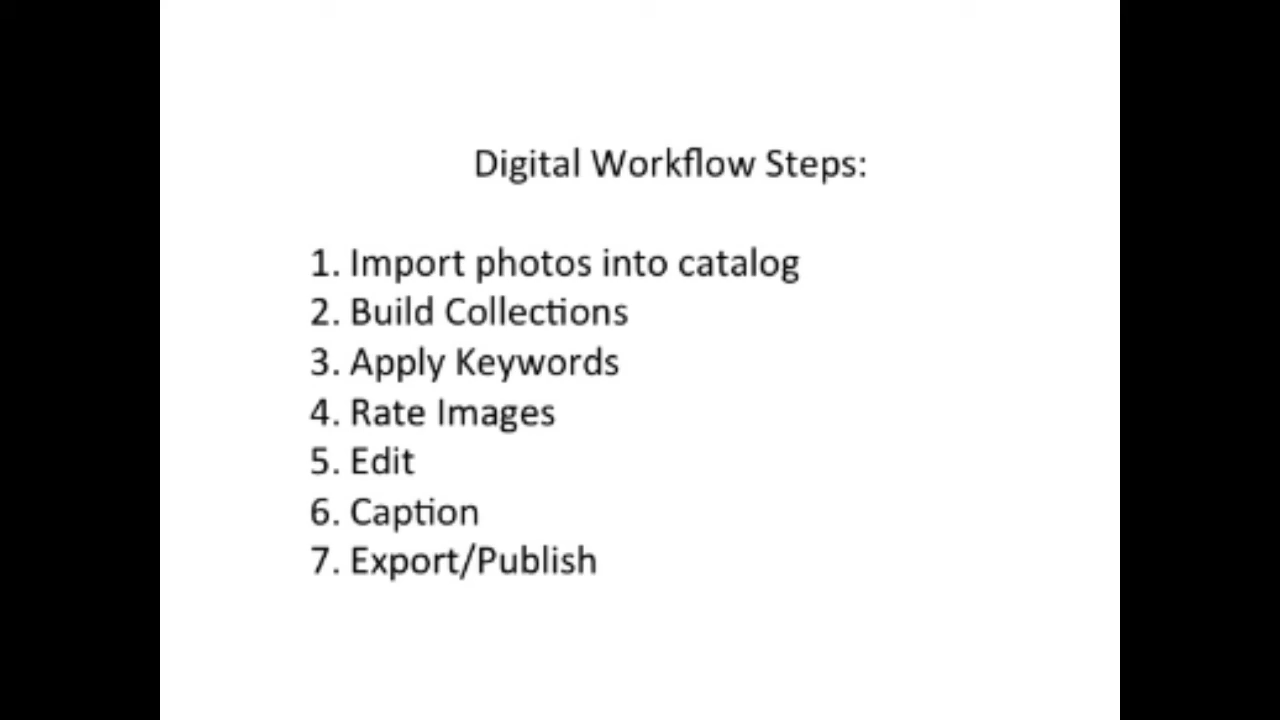 Digital Workflow Steps:
1. Import photos into catalog
2. Build Collections
3. Apply Keywords
4. Rate Images
5. Edit
6. Caption
7. Export/Publish